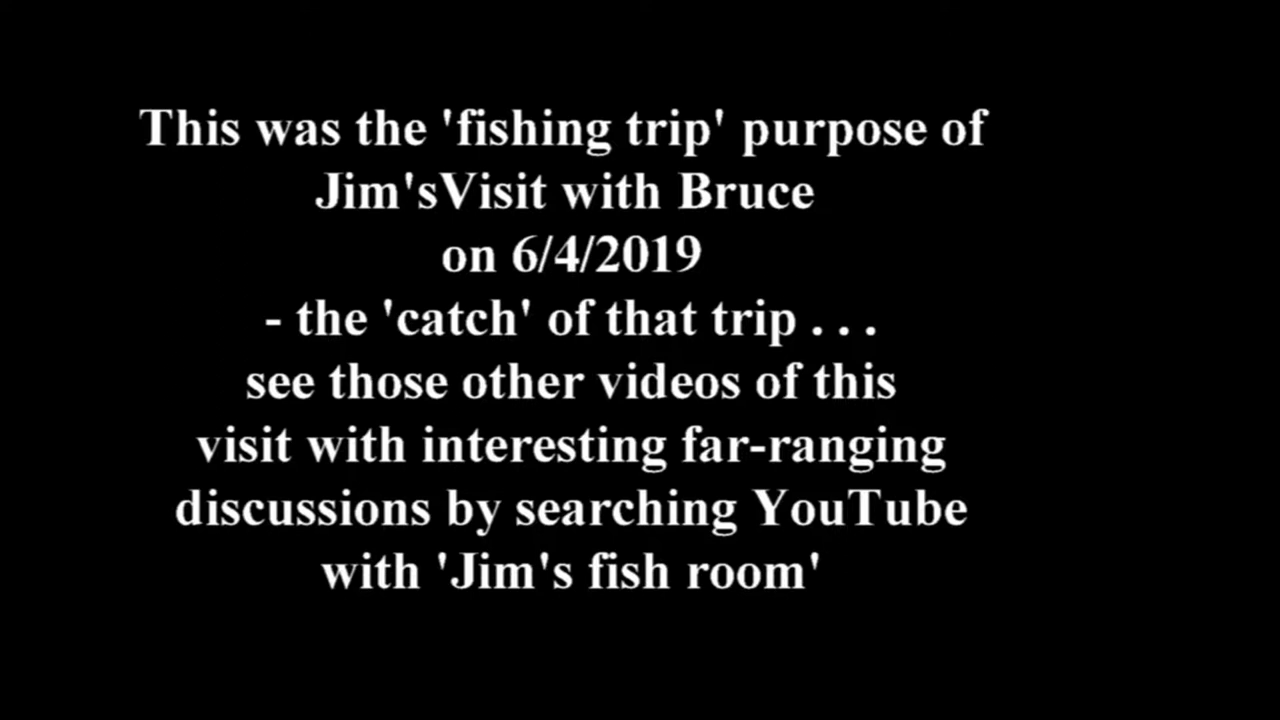 This was the 'fishing trip' purpose of
Jim'sVisit with Bruce
on 6/4/2019
- the 'catch' of that trip . . .
see those other videos of this
visit with interesting far-ranging
discussions by searching YouTube
with 'Jim's fish room'